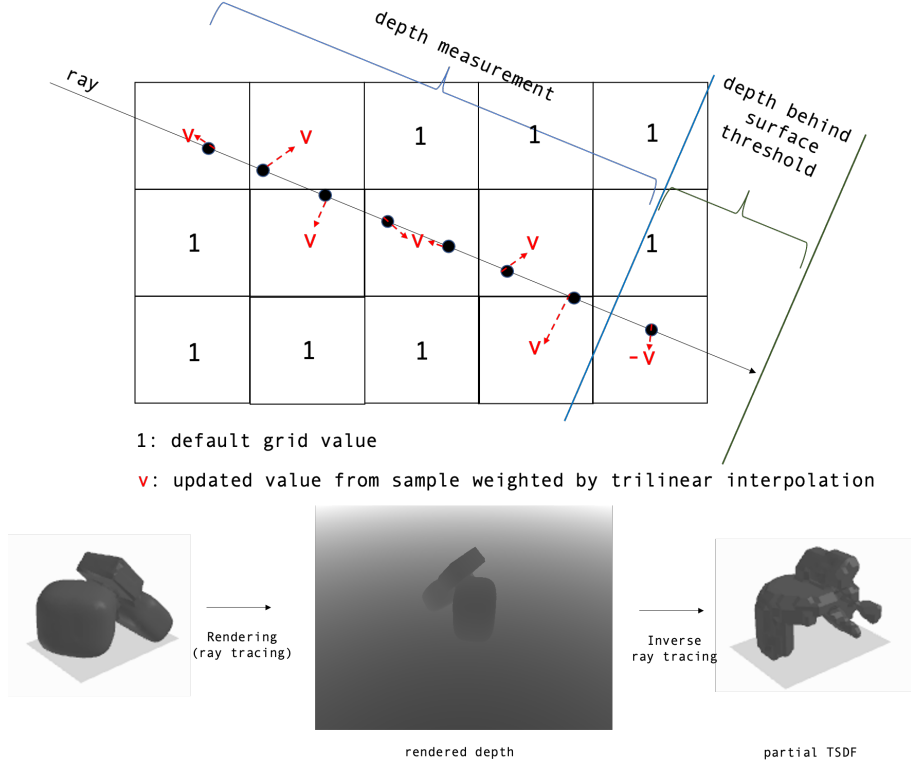 depth measurement
ray
depth behind
surface
threshold
V
V
1
1
1
1
V
V
V
1
1
1
1
V
-V
1: default grid value
v: updated value from sample weighted by trilinear interpolation
Rendering
(ray tracing)
Inverse
ray tracing
rendered depth
partial TSDF